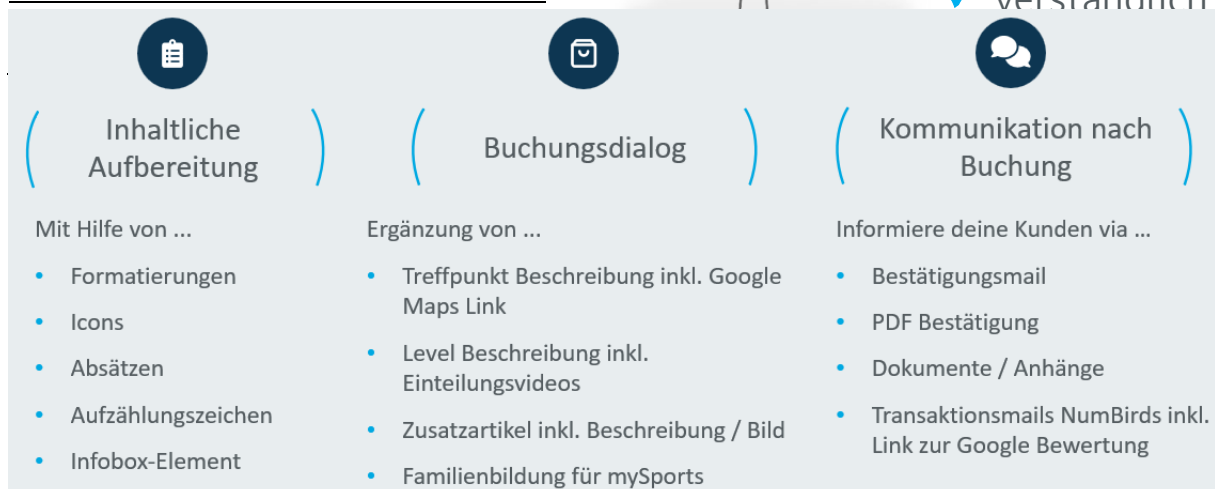 verständlich
Inhaltliche
Aufbereitung
Mit Hilfe von ...
• Formatierungen
• Icons
• Absätzen
• Aufzählungszeichen
• Infobox-Element
Buchungsdialog
Ergänzung von ...
• Treffpunkt Beschreibung inkl. Google
Maps Link
• Level Beschreibung inkl.
Einteilungsvideos
• Zusatzartikel inkl. Beschreibung / Bild
• Familienbildung für mySports
Kommunikation nach
Buchung
Informiere deine Kunden via ...
• Bestätigungsmail
• PDF Bestätigung
• Dokumente / Anhänge
• Transaktionsmails NumBirds inkl.
Link zur Google Bewertung